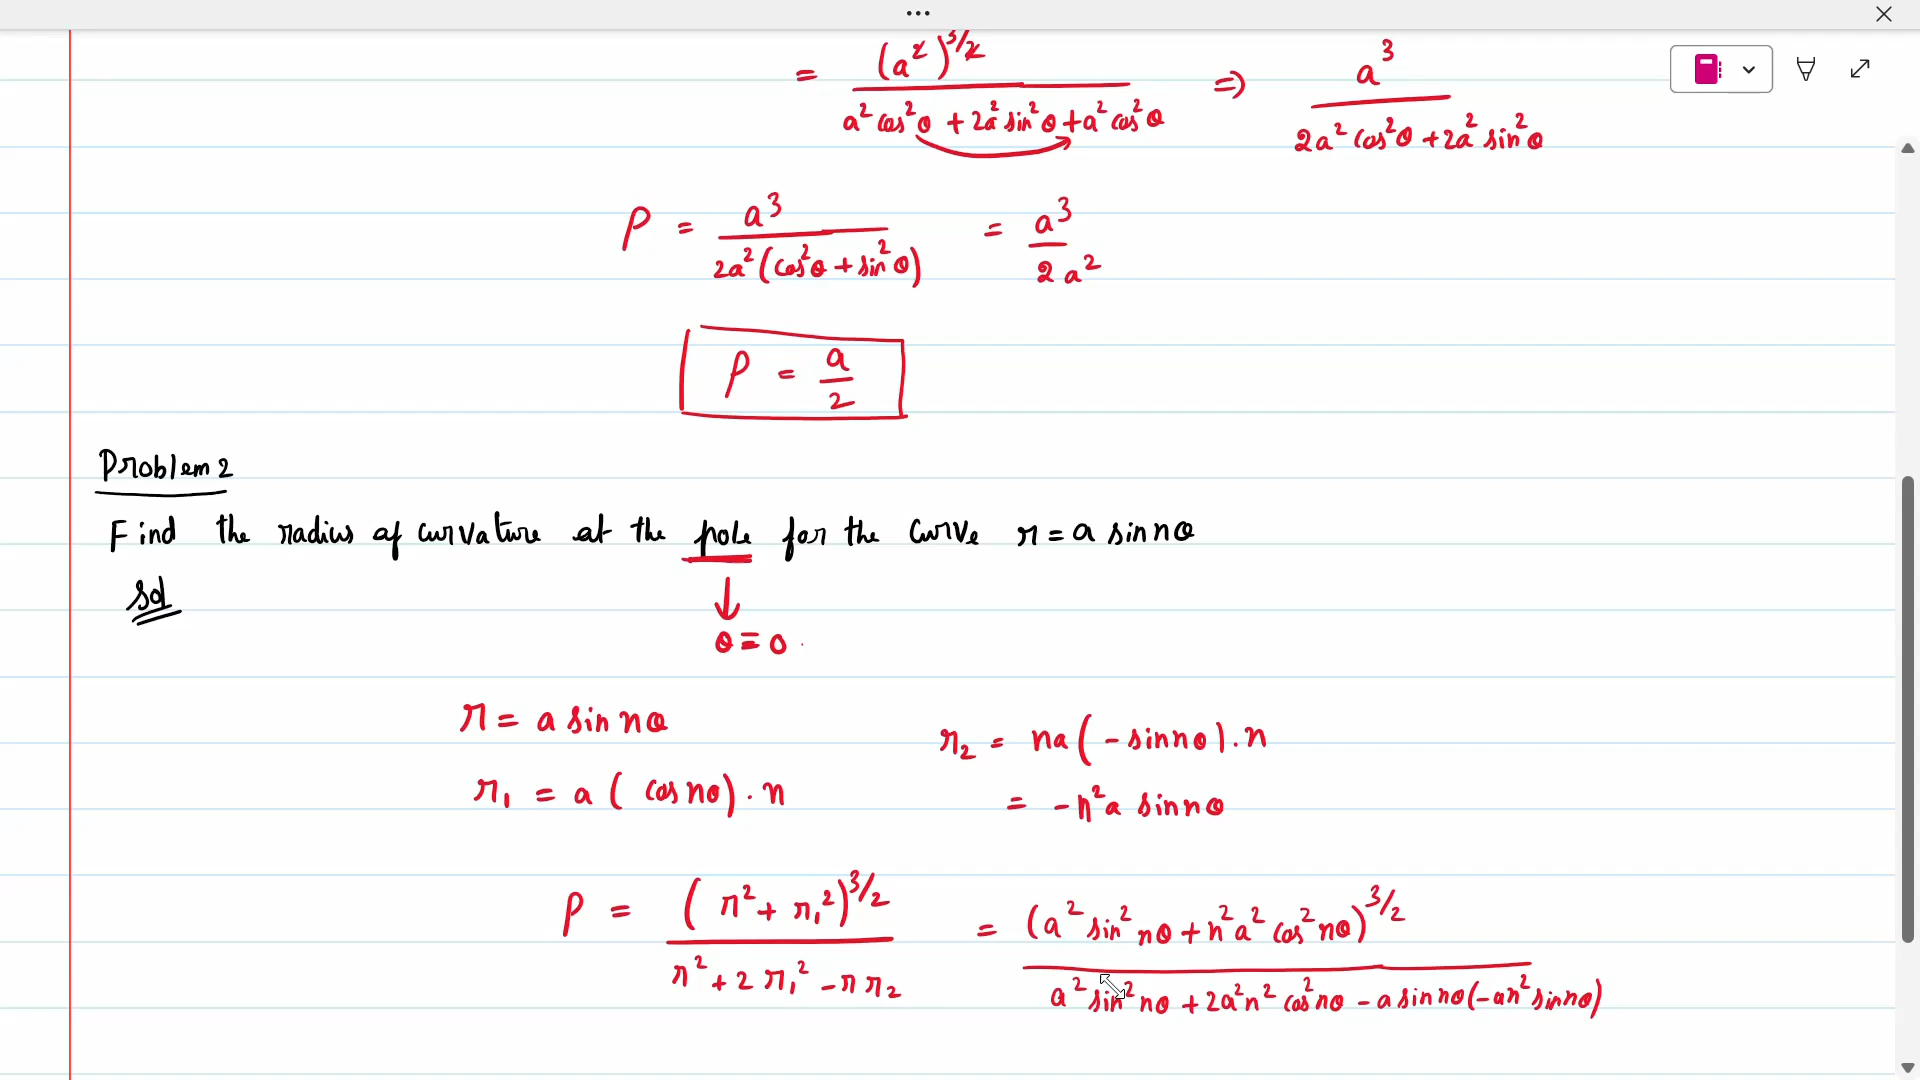 = (a²)^3/2 / a² cos²θ + 2a² sin²θ + a² cos²θ ⇒ a³ / 2a² cos²θ + 2a² sin²θ
ρ = a³ / 2a² (cos²θ + sin²θ) = a³ / 2a²
ρ = a / 2
Problem 2
Find the radius of curvature at the pole for the curve r = a sin nθ
Sol
↓
θ = 0
r = a sin nθ
r₂ = na(-sin nθ).n
r₁ = a(cos nθ).n
= -n²a sin nθ
ρ = (r² + r₁²)^3/2 / r² + 2r₁² - r r₂ = (a² sin² nθ + n²a² cos² nθ)^3/2 / a² sin² nθ + 2a²n² cos² nθ - a sin nθ(-an² sin nθ)